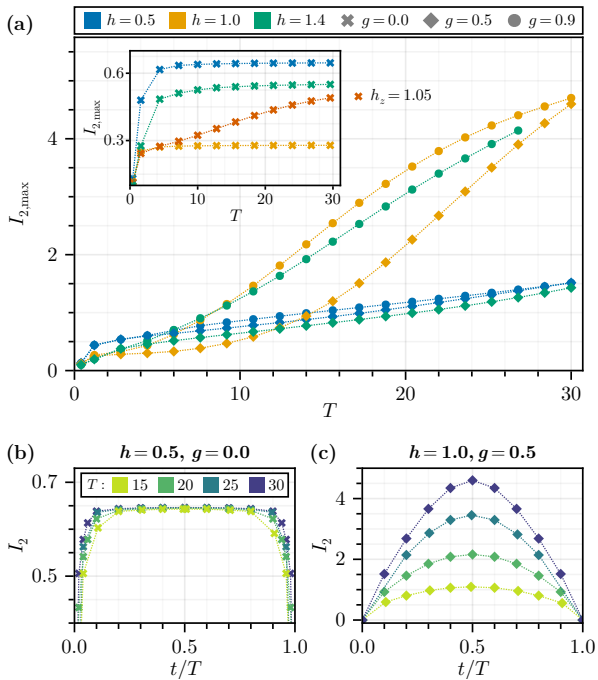 (a)
h = 0.5 h = 1.0 h = 1.4 g = 0.0 g = 0.5 g = 0.9
I2,max
4
2
0
0 10 20 30
T
I2,max
0.6
0.3
0 10 20 30
T
hz = 1.05
(b) h = 0.5, g = 0.0
T : 15 20 25 30
I2
0.7
0.5
0.0 0.5 1.0
t/T
(c) h = 1.0, g = 0.5
I2
4
2
0
0.0 0.5 1.0
t/T